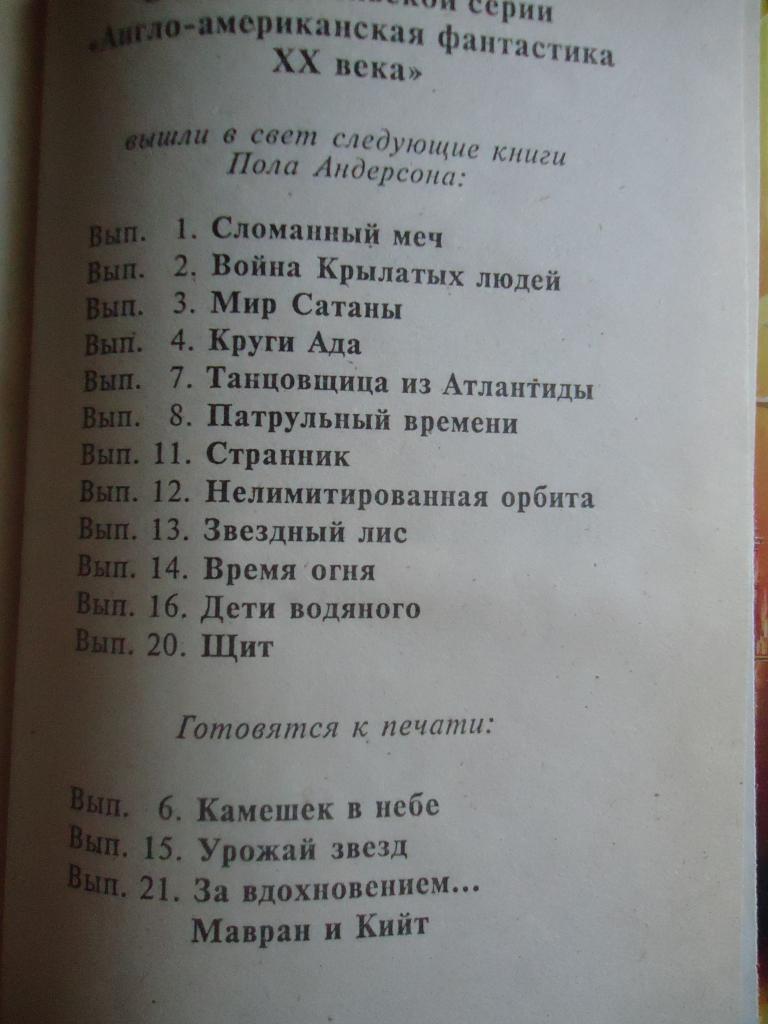 серии
«Англо-американская фантастика
XX века»
вышли в свет следующие книги
Пола Андерсона:
Вып. 1. Сломанный меч
Вып. 2. Война Крылатых людей
Вып. 3. Мир Сатаны
Вып. 4. Круги Ада
Вып. 7. Танцовщица из Атлантиды
Вып. 8. Патрульный времени
Вып. 11. Странник
Вып. 12. Нелимитированная орбита
Вып. 13. Звездный лис
Вып. 14. Время огня
Вып. 16. Дети водяного
Вып. 20. Щит
Готовятся к печати:
Вып. 6. Камешек в небе
Вып. 15. Урожай звезд
Вып. 21. За вдохновением...
Мавран и Кийт